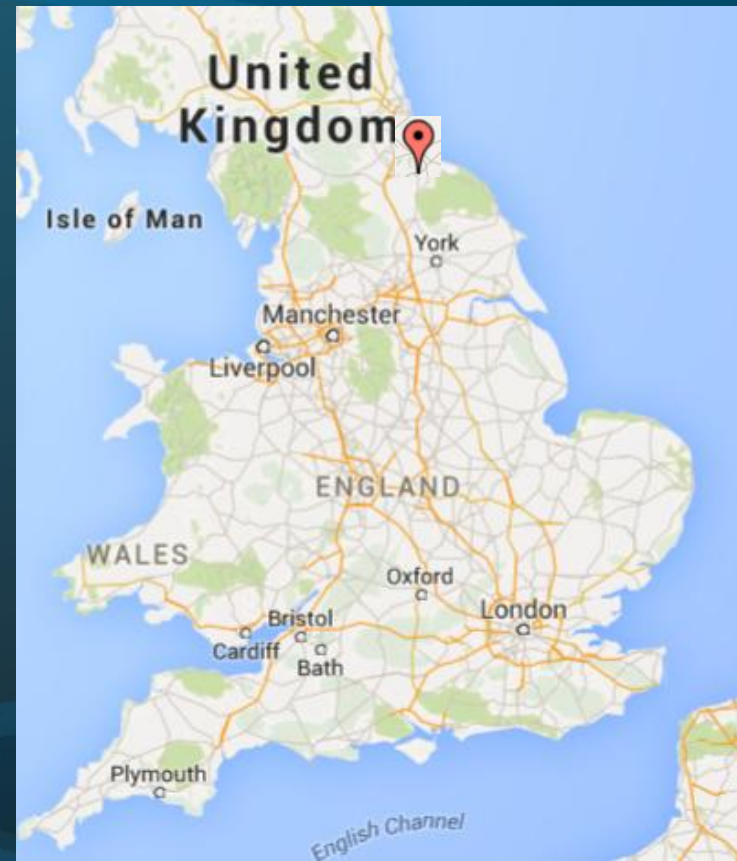 United
Kingdom
Isle of Man
York
Manchester
Liverpool
ENGLAND
WALES
Oxford
London
Bristol
Cardiff
Bath
Plymouth
English Channel